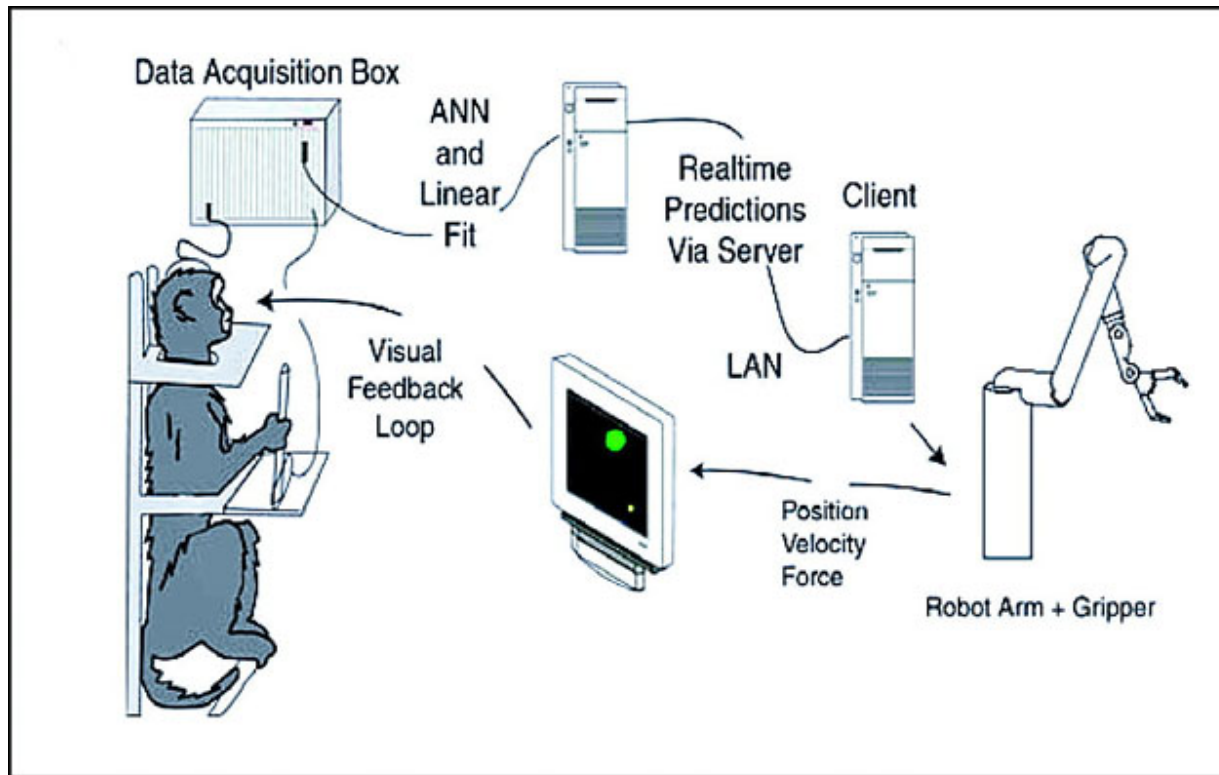 Data Acquisition Box
ANN
and
Linear
Fit
Realtime
Predictions
Via Server
Client
LAN
Visual
Feedback
Loop
Position
Velocity
Force
Robot Arm + Gripper